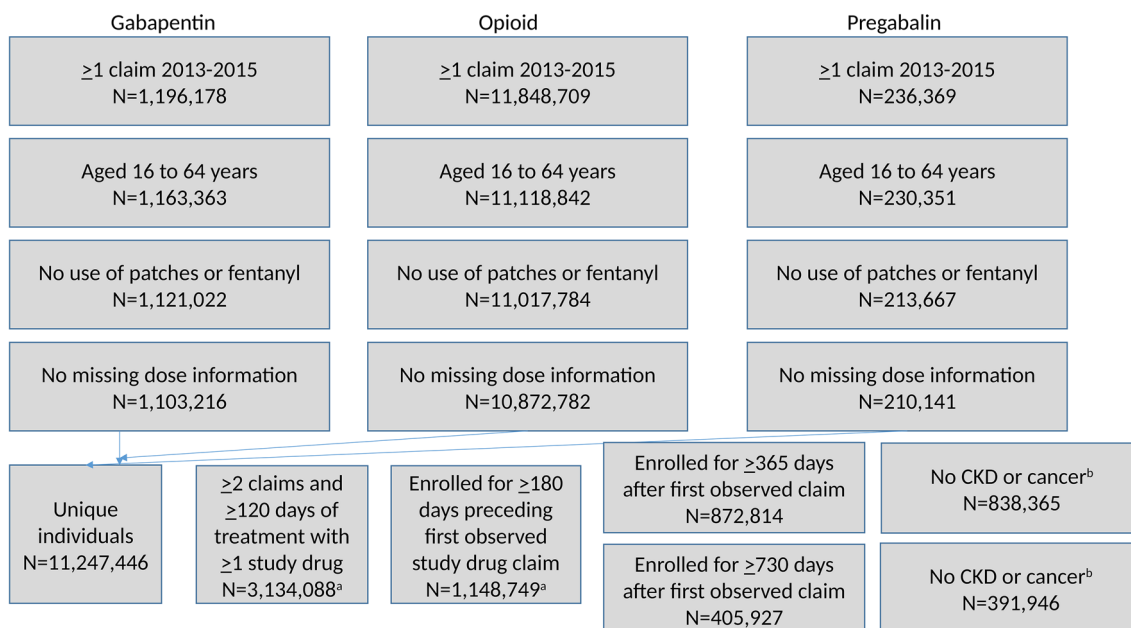 Gabapentin
Opioid
Pregabalin
≥1 claim 2013-2015
N=1,196,178
≥1 claim 2013-2015
N=11,848,709
≥1 claim 2013-2015
N=236,369
Aged 16 to 64 years
N=1,163,363
Aged 16 to 64 years
N=11,118,842
Aged 16 to 64 years
N=230,351
No use of patches or fentanyl
N=1,121,022
No use of patches or fentanyl
N=11,017,784
No use of patches or fentanyl
N=213,667
No missing dose information
N=1,103,216
No missing dose information
N=10,872,782
No missing dose information
N=210,141
Unique
individuals
N=11,247,446
≥2 claims and
≥120 days of
treatment with
≥1 study drug
N=3,134,088ᵃ
Enrolled for ≥180
days preceding
first observed
study drug claim
N=1,148,749ᵃ
Enrolled for ≥365 days
after first observed claim
N=872,814
No CKD or cancerᵇ
N=838,365
Enrolled for ≥730 days
after first observed claim
N=405,927
No CKD or cancerᵇ
N=391,946